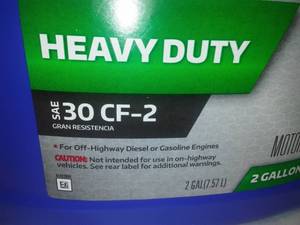 HEAVY DUTY
SAE 30 CF-2
GRAN RESISTENCIA
* For Off-Highway Diesel or Gasoline Engines
CAUTION: Not intended for use in on-highway
vehicles. See rear label for additional warnings.
MOTOR
2 GAL (7.57 L)
2 GALLON